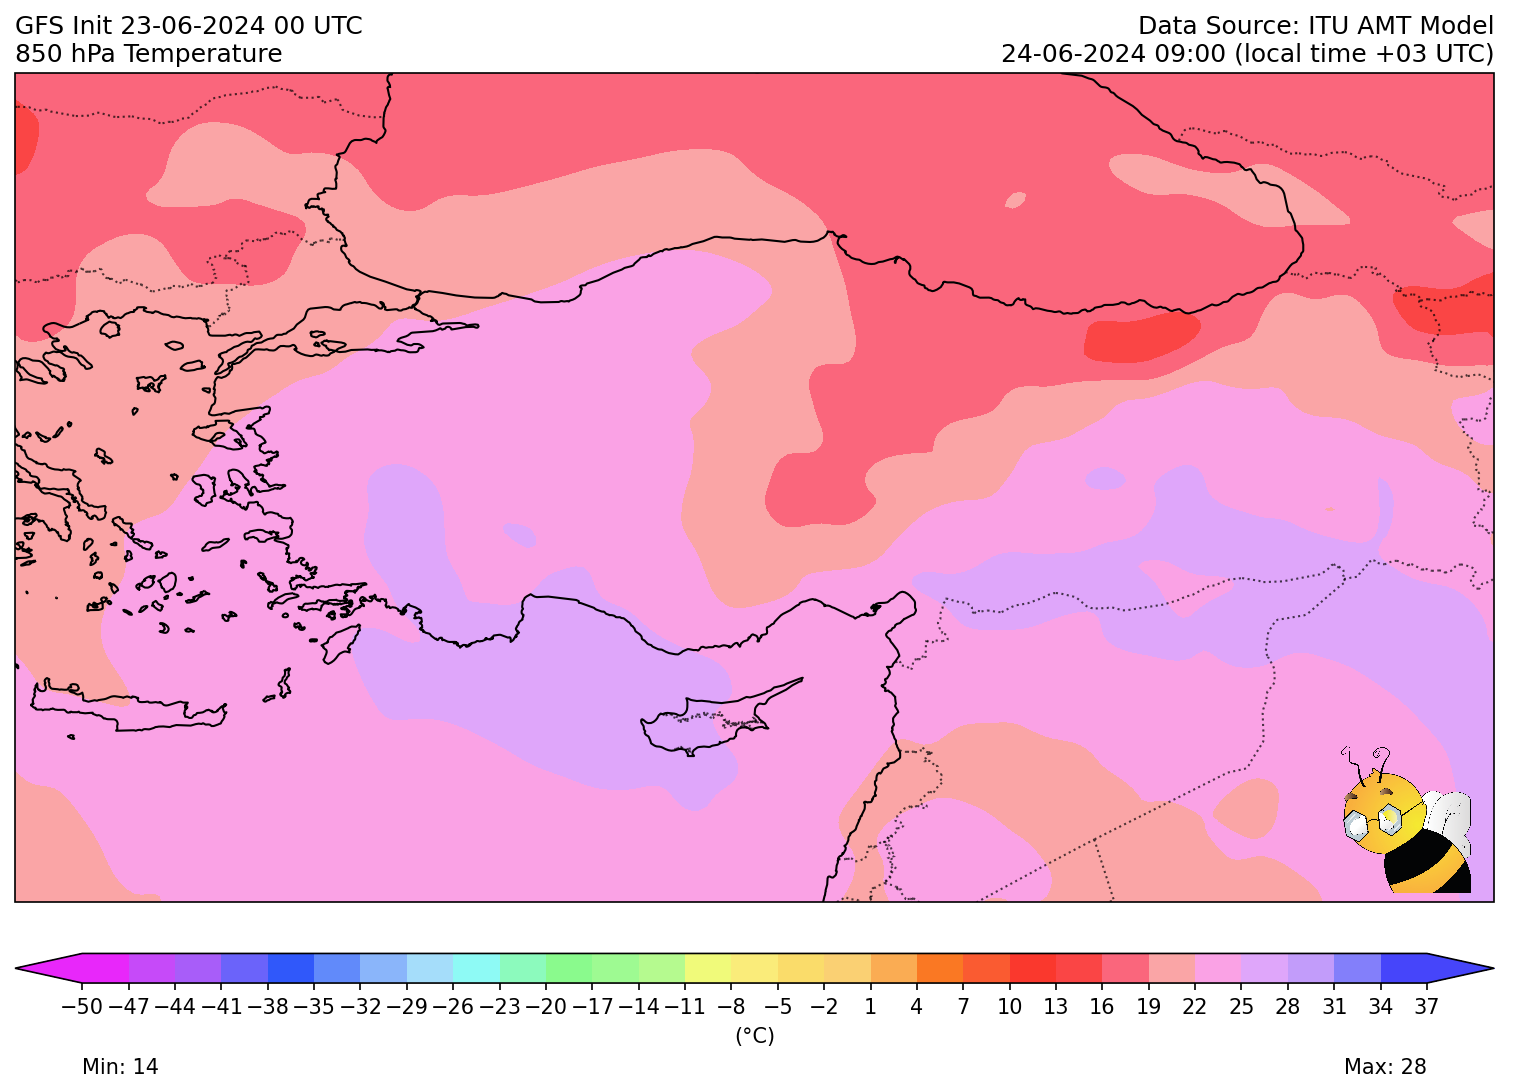 GFS Init 23-06-2024 00 UTC
Data Source: ITU AMT Model
850 hPa Temperature
24-06-2024 09:00 (local time +03 UTC)
−50 −47 −44 −41 −38 −35 −32 −29 −26 −23 −20 −17 −14 −11 −8 −5 −2 1 4 7 10 13 16 19 22 25 28 31 34 37
(°C)
Min: 14
Max: 28